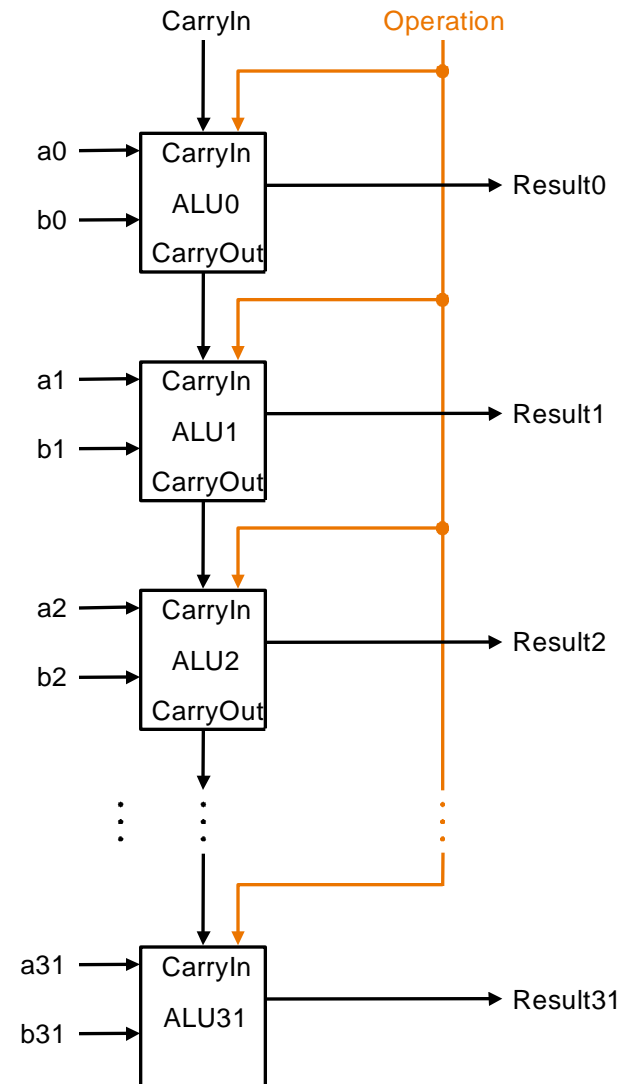 CarryIn Operation
a0 CarryIn
ALU0 Result0
b0
CarryOut
a1 CarryIn
ALU1 Result1
b1
CarryOut
a2 CarryIn
ALU2 Result2
b2
CarryOut
a31 CarryIn
ALU31 Result31
b31